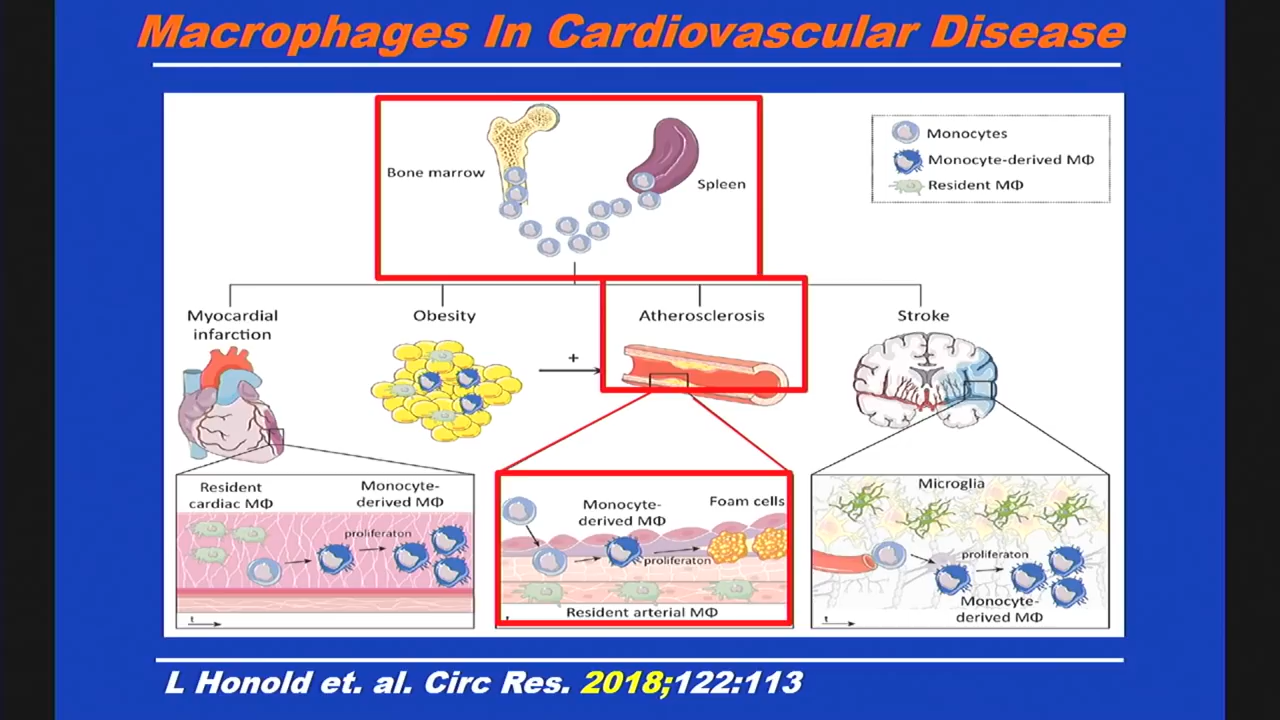 Macrophages In Cardiovascular Disease
Bone marrow
Spleen
Monocytes
Monocyte-derived MΦ
Resident MΦ
Myocardial
infarction
Obesity
+
Atherosclerosis
Stroke
Resident
cardiac MΦ
Monocyte-
derived MΦ
proliferaton
t
Monocyte-
derived MΦ
Foam cells
proliferaton
Resident arterial MΦ
Microglia
proliferaton
Monocyte-
derived MΦ
t
L Honold et. al. Circ Res. 2018;122:113